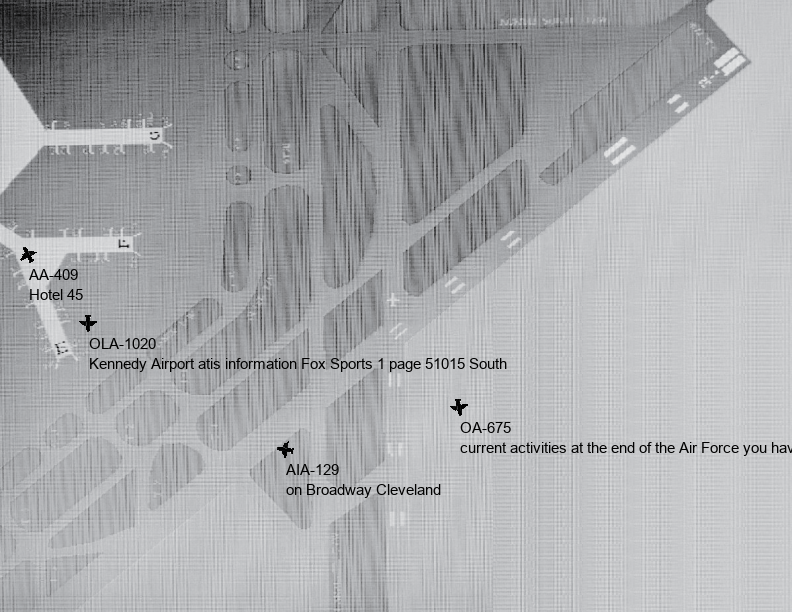 AA-409
Hotel 45
OLA-1020
Kennedy Airport atis information Fox Sports 1 page 51015 South
OA-675
current activities at the end of the Air Force you hav
AIA-129
on Broadway Cleveland